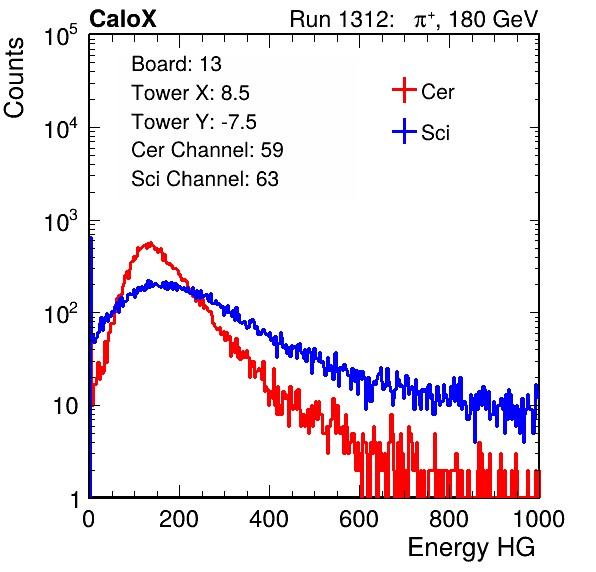 CaloX Run 1312: π⁺, 180 GeV
Counts
Board: 13
Tower X: 8.5
Tower Y: -7.5
Cer Channel: 59
Sci Channel: 63
Cer
Sci
10⁵
10⁴
10³
10²
10
1
0 200 400 600 800 1000
Energy HG